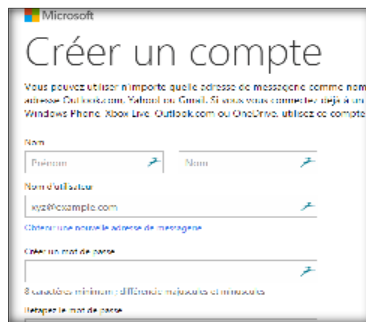 Microsoft
Créer un compte
Vous pouvez utiliser n'importe quelle adresse de messagerie comme nom
adresse Outlook.com, Yahoo! ou Gmail. Si vous vous connectez déjà à un
Windows Phone, Xbox Live, Outlook.com ou OneDrive, utilisez ce compte
Nom
Prénom Nom
Nom d'utilisateur
xyz@example.com
Obtenir une nouvelle adresse de messagerie
Créer un mot de passe
8 caractères minimum ; différencie majuscules et minuscules
Retapez le mot de passe